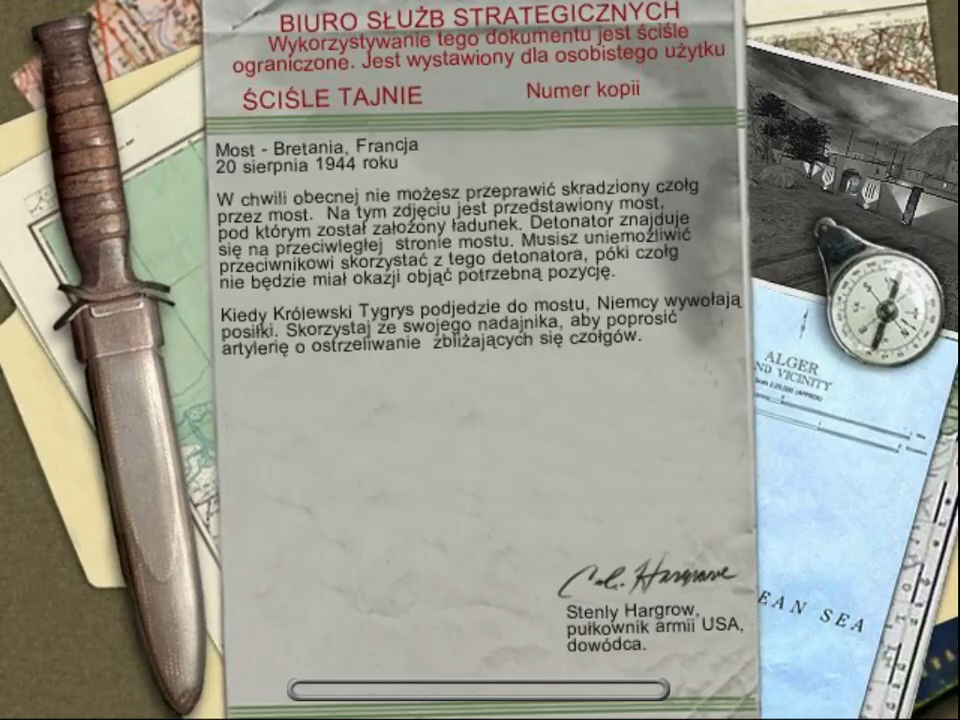 BIURO SŁUŻB STRATEGICZNYCH
Wykorzystywanie tego dokumentu jest ściśle
ograniczone. Jest wystawiony dla osobistego użytku
ŚCIŚLE TAJNIE
Numer kopii
Most - Bretania, Francja
20 sierpnia 1944 roku
W chwili obecnej nie możesz przeprawić skradziony czołg
przez most. Na tym zdjęciu jest przedstawiony most,
pod którym został założony ładunek. Detonator znajduje
się na przeciwległej stronie mostu. Musisz uniemożliwić
przeciwnikowi skorzystać z tego detonatora, póki czołg
nie będzie miał okazji objąć potrzebną pozycję.
Kiedy Królewski Tygrys podjedzie do mostu, Niemcy wywołają
posiłki. Skorzystaj ze swojego nadajnika, aby poprosić
artylerię o ostrzeliwanie zbliżających się czołgów.
Col. Hargrove
Stenly Hargrow,
pułkownik armii USA,
dowódca.
ALGER
ND VICINITY
EAN SEA